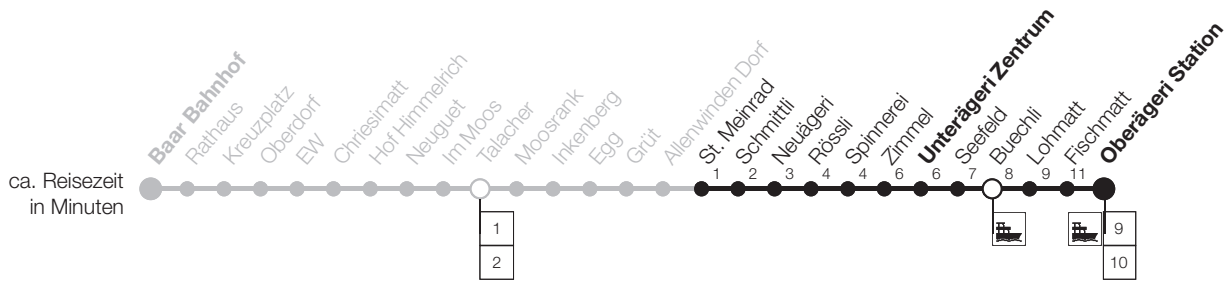 Baar Bahnhof
Rathaus
Kreuzplatz
Oberdorf
EW
Chriesimatt
Hof Himmelrich
Neuguet
Im Moos
Talacher
Moosrank
Inkenberg
Egg
Grüt
Allenwinden Dorf
St. Meinrad
Schmittli
Neuägeri
Rössli
Spinnerei
Zimmel
Unterägeri Zentrum
Seefeld
Buechli
Lohmatt
Fischmatt
Oberägeri Station
1 2 3 4 4 6 6 7 8 9 11
ca. Reisezeit
in Minuten
1
2
9
10